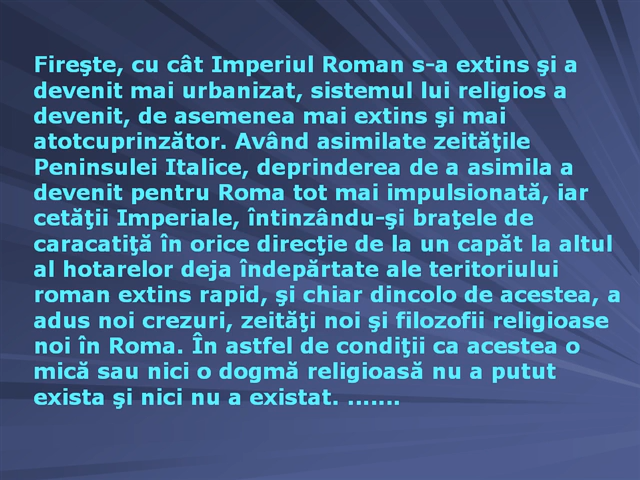 Fireşte, cu cât Imperiul Roman s-a extins şi a
devenit mai urbanizat, sistemul lui religios a
devenit, de asemenea mai extins şi mai
atotcuprinzător. Având asimilate zeităţile
Peninsulei Italice, deprinderea de a asimila a
devenit pentru Roma tot mai impulsionată, iar
cetăţii Imperiale, întinzându-şi braţele de
caracatiţă în orice direcţie de la un capăt la altul
al hotarelor deja îndepărtate ale teritoriului
roman extins rapid, şi chiar dincolo de acestea, a
adus noi crezuri, zeităţi noi şi filozofii religioase
noi în Roma. În astfel de condiţii ca acestea o
mică sau nici o dogmă religioasă nu a putut
exista şi nici nu a existat. .......